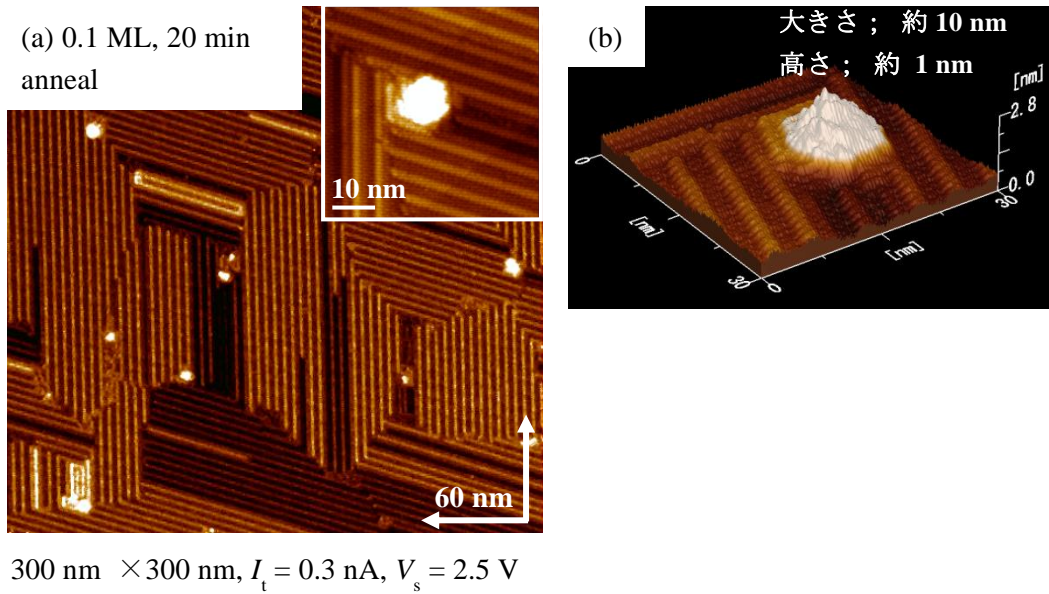 (a) 0.1 ML, 20 min
anneal
10 nm
60 nm
300 nm ×300 nm, Iₜ = 0.3 nA, Vₛ = 2.5 V
(b)
大きさ； 約 10 nm
高さ； 約 1 nm
[nm]
2.8
0.0
30
0
[nm]
[nm]
30
0